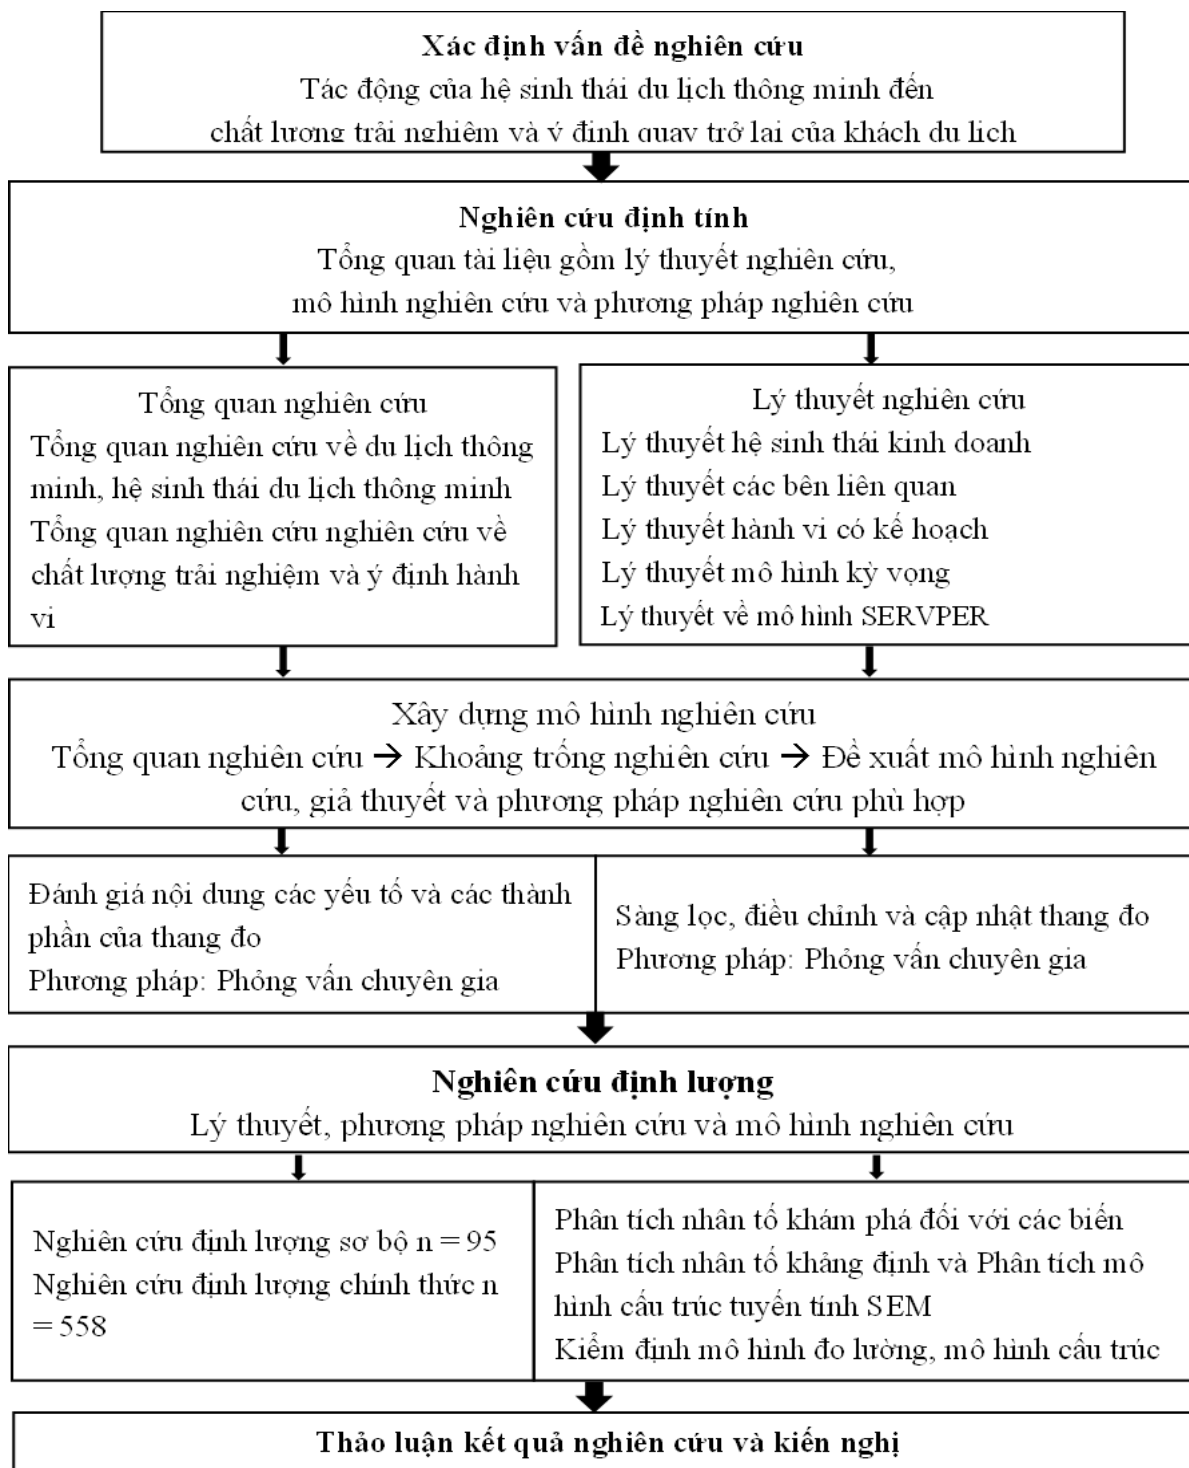 Xác định vấn đề nghiên cứu
Tác động của hệ sinh thái du lịch thông minh đến
chất lượng trải nghiệm và ý định quay trở lại của khách du lịch
Nghiên cứu định tính
Tổng quan tài liệu gồm lý thuyết nghiên cứu,
mô hình nghiên cứu và phương pháp nghiên cứu
Tổng quan nghiên cứu
Tổng quan nghiên cứu về du lịch thông
minh, hệ sinh thái du lịch thông minh
Tổng quan nghiên cứu nghiên cứu về
chất lượng trải nghiệm và ý định hành
vi
Lý thuyết nghiên cứu
Lý thuyết hệ sinh thái kinh doanh
Lý thuyết các bên liên quan
Lý thuyết hành vi có kế hoạch
Lý thuyết mô hình kỳ vọng
Lý thuyết về mô hình SERVPER
Xây dựng mô hình nghiên cứu
Tổng quan nghiên cứu → Khoảng trống nghiên cứu → Đề xuất mô hình nghiên
cứu, giả thuyết và phương pháp nghiên cứu phù hợp
Đánh giá nội dung các yếu tố và các thành
phần của thang đo
Phương pháp: Phỏng vấn chuyên gia
Sàng lọc, điều chỉnh và cập nhật thang đo
Phương pháp: Phỏng vấn chuyên gia
Nghiên cứu định lượng
Lý thuyết, phương pháp nghiên cứu và mô hình nghiên cứu
Nghiên cứu định lượng sơ bộ n = 95
Nghiên cứu định lượng chính thức n
= 558
Phân tích nhân tố khám phá đối với các biến
Phân tích nhân tố khảng định và Phân tích mô
hình cấu trúc tuyến tính SEM
Kiểm định mô hình đo lường, mô hình cấu trúc
Thảo luận kết quả nghiên cứu và kiến nghị